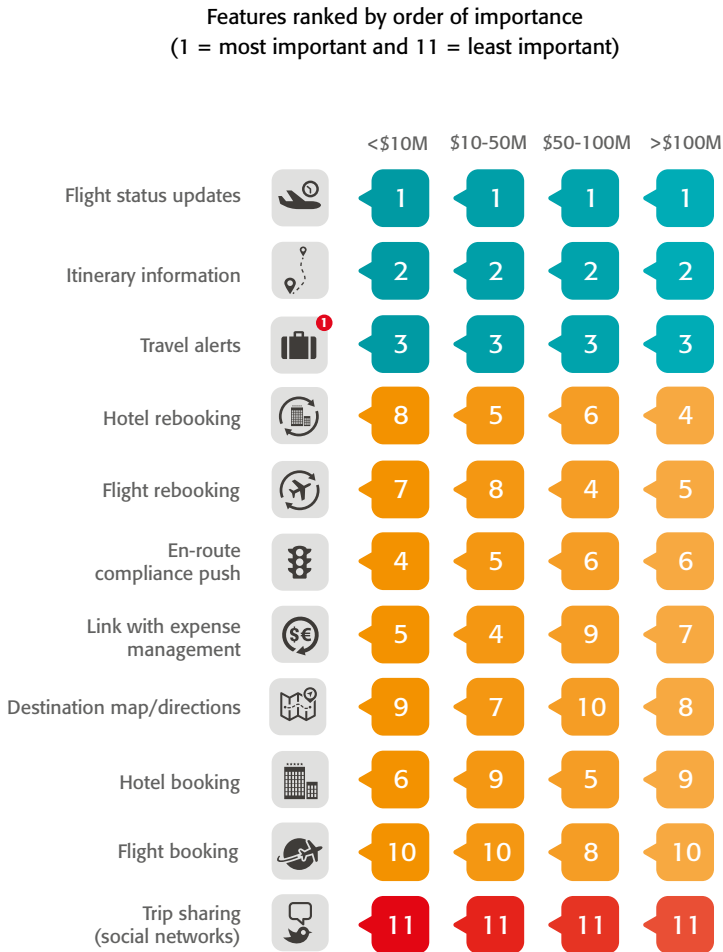 Features ranked by order of importance
(1 = most important and 11 = least important)
<$10M $10-50M $50-100M >$100M
Flight status updates 1 1 1 1
Itinerary information 2 2 2 2
1
Travel alerts 3 3 3 3
Hotel rebooking 8 5 6 4
Flight rebooking 7 8 4 5
En-route
compliance push 4 5 6 6
Link with expense
management $€ 5 4 9 7
Destination map/directions 9 7 10 8
Hotel booking 6 9 5 9
Flight booking 10 10 8 10
Trip sharing
(social networks) 11 11 11 11